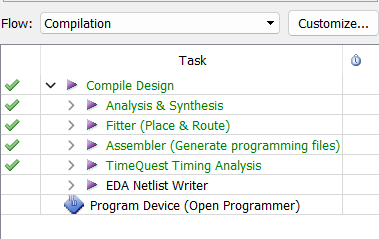 Flow: Compilation Customize...
Task
Compile Design
Analysis & Synthesis
Fitter (Place & Route)
Assembler (Generate programming files)
TimeQuest Timing Analysis
EDA Netlist Writer
Program Device (Open Programmer)